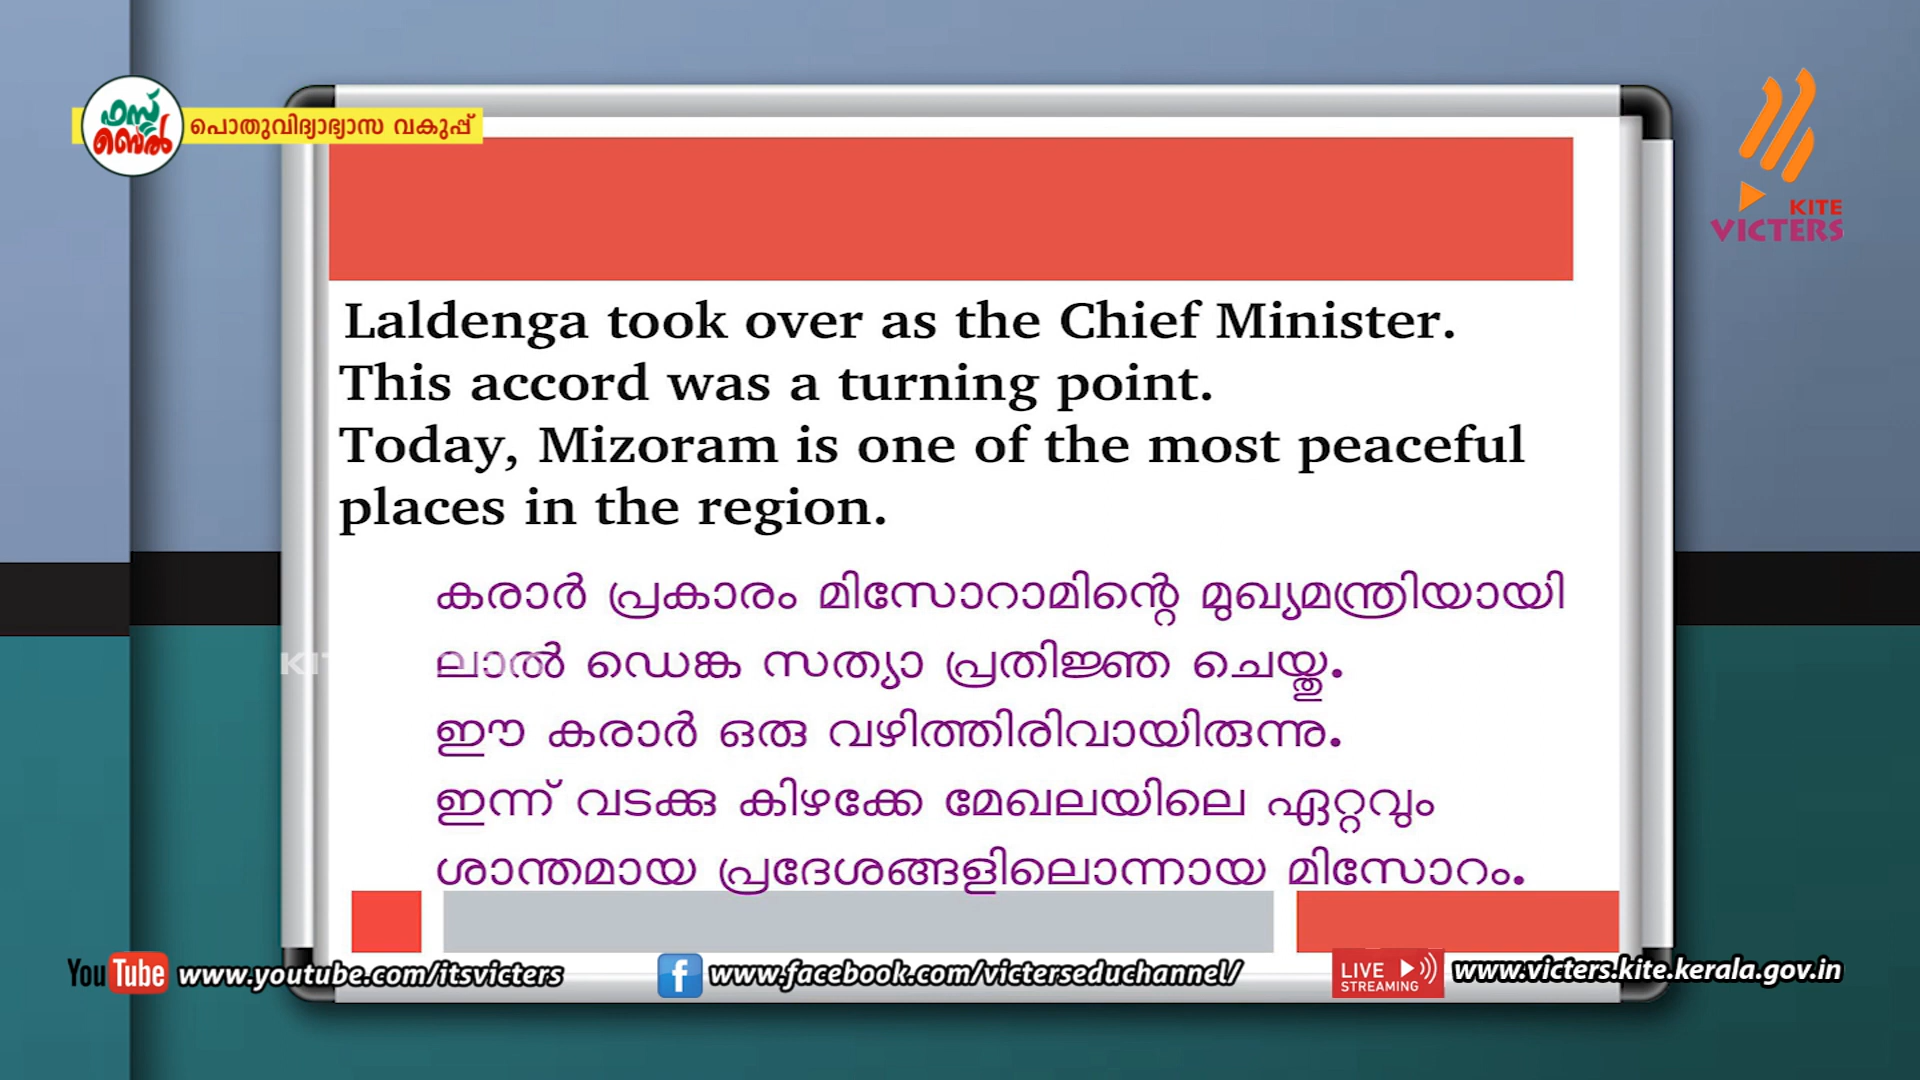 ഫസ്റ്റ്
ബെൽ
പൊതുവിദ്യാഭ്യാസ വകുപ്പ്
KITE
VICTERS
Laldenga took over as the Chief Minister.
This accord was a turning point.
Today, Mizoram is one of the most peaceful
places in the region.
കരാർ പ്രകാരം മിസോറാമിന്റെ മുഖ്യമന്ത്രിയായി
ലാൽ ഡെങ്ക സത്യാ പ്രതിജ്ഞ ചെയ്തു.
ഈ കരാർ ഒരു വഴിത്തിരിവായിരുന്നു.
ഇന്ന് വടക്കു കിഴക്കേ മേഖലയിലെ ഏറ്റവും
ശാന്തമായ പ്രദേശങ്ങളിലൊന്നായ മിസോറം.
YouTube www.youtube.com/itsvicters
f www.facebook.com/victerseduchannel/
LIVE STREAMING www.victers.kite.kerala.gov.in